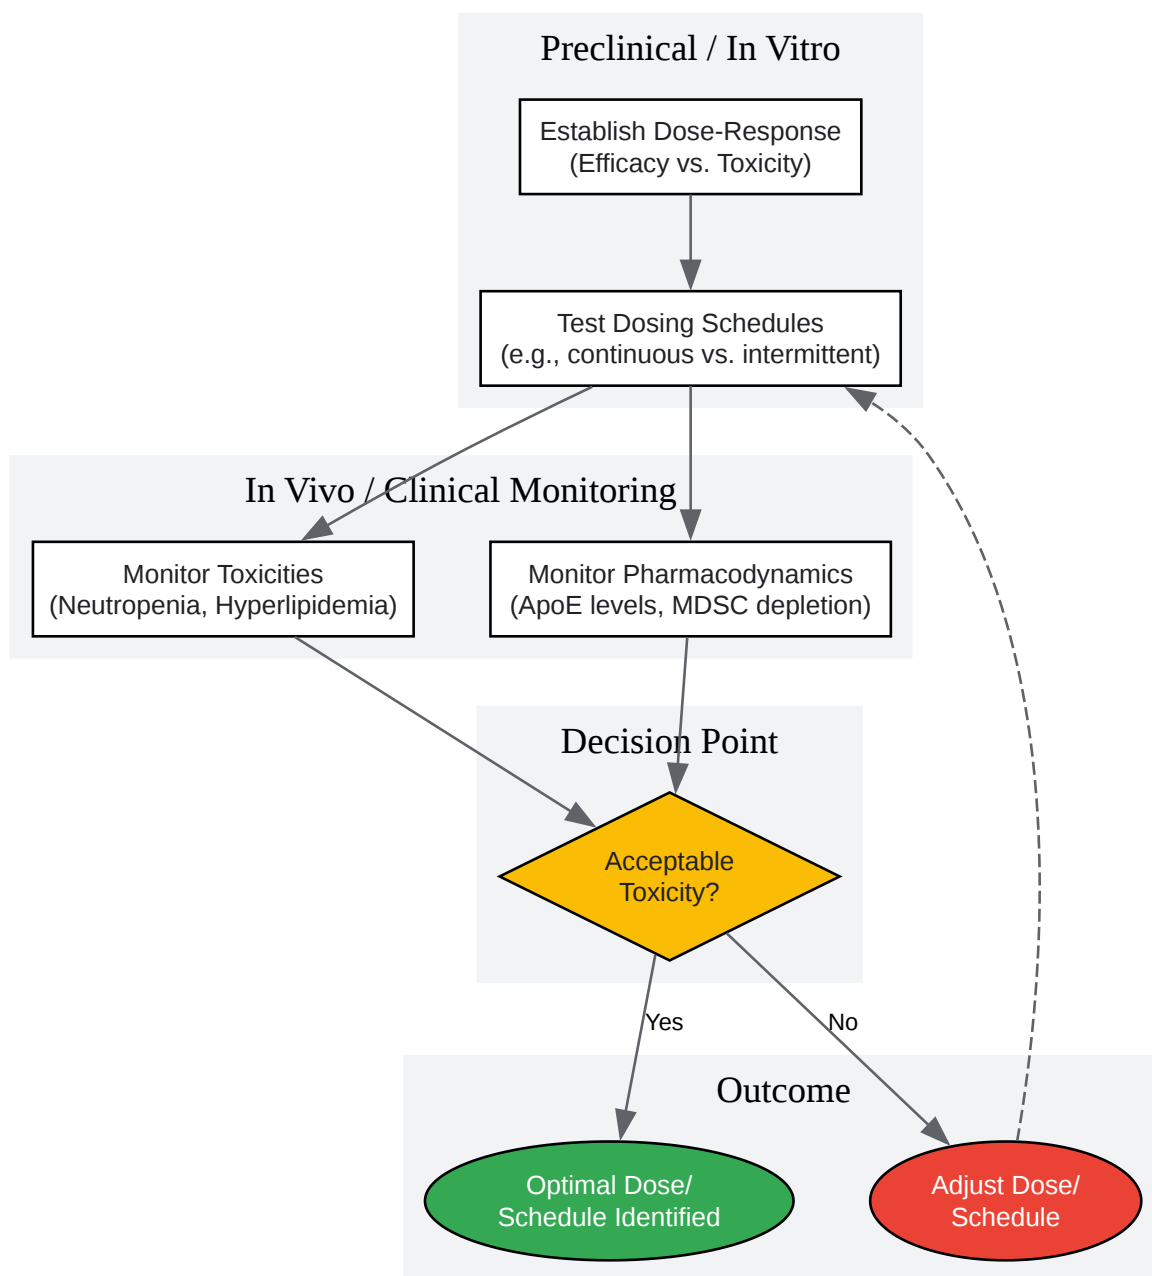 Preclinical / In Vitro
Establish Dose-Response
(Efficacy vs. Toxicity)
Test Dosing Schedules
(e.g., continuous vs. intermittent)
In Vivo / Clinical Monitoring
Monitor Toxicities
(Neutropenia, Hyperlipidemia)
Monitor Pharmacodynamics
(ApoE levels, MDSC depletion)
Decision Point
Acceptable
Toxicity?
Yes
No
Outcome
Optimal Dose/
Schedule Identified
Adjust Dose/
Schedule